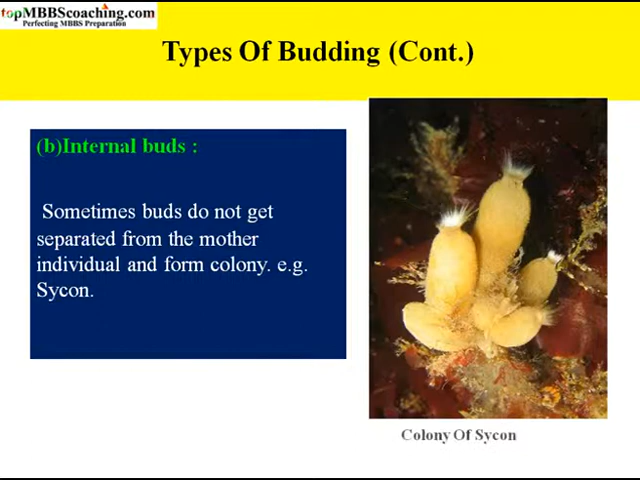 topMBBScoaching.com
Perfecting MBBS Preparation
Types Of Budding (Cont.)
(b)Internal buds :
Sometimes buds do not get
separated from the mother
individual and form colony. e.g.
Sycon.
Colony Of Sycon